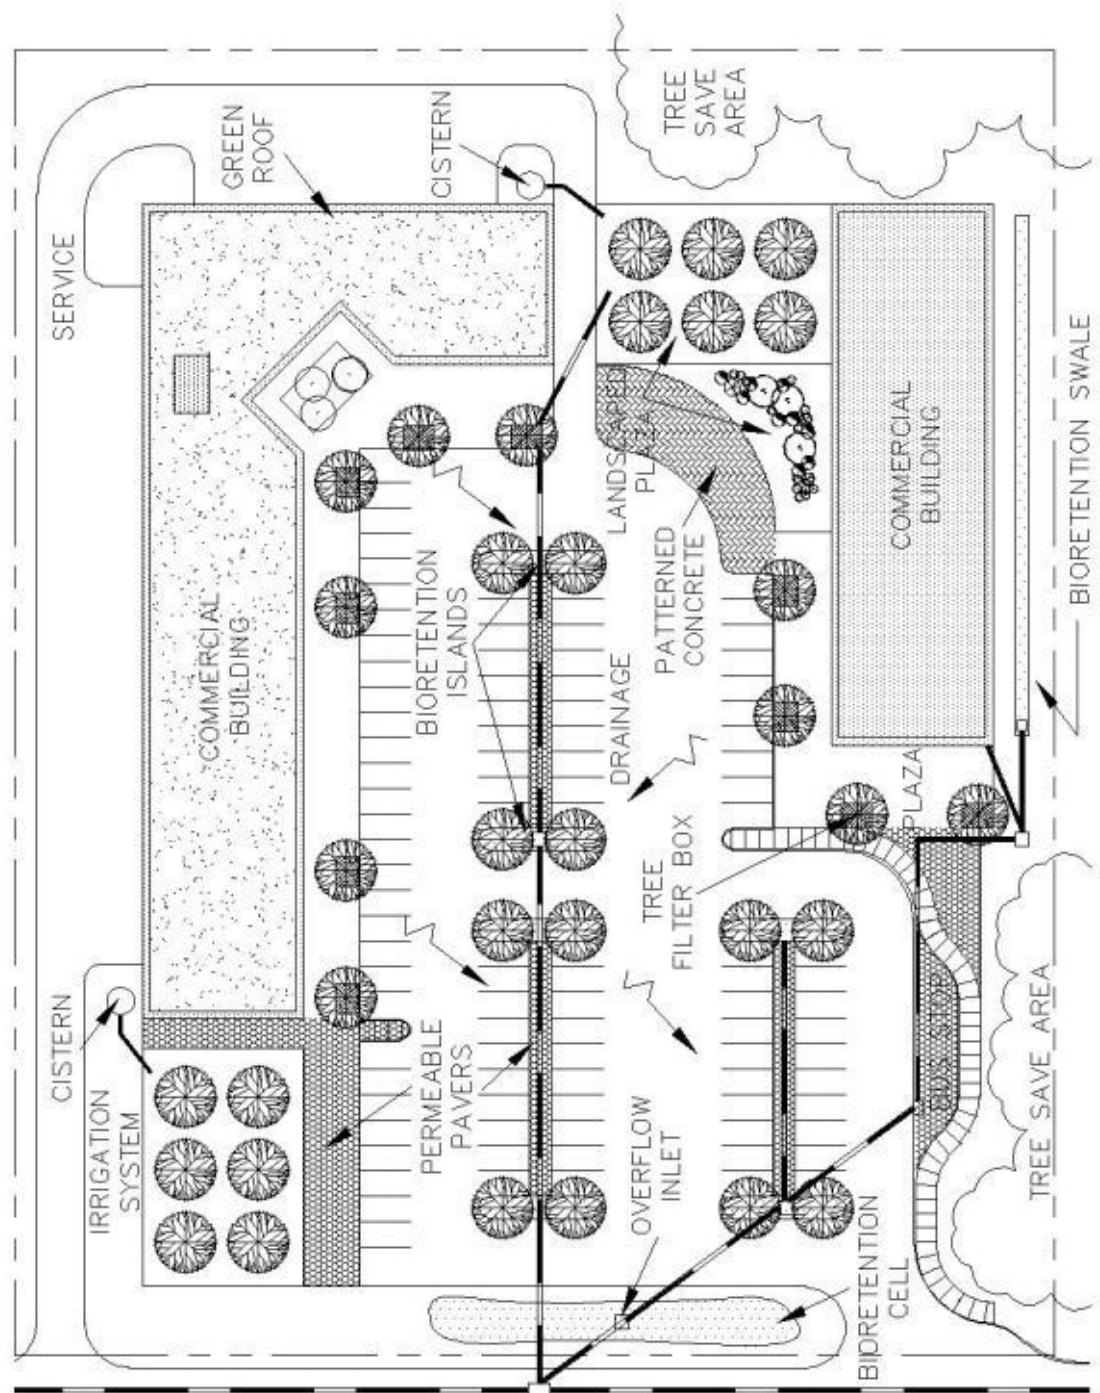 SERVICE
GREEN
ROOF
CISTERN
TREE
SAVE
AREA
COMMERCIAL
BUILDING
BIORETENTION
ISLANDS
LANDSCAPED
PLAZA
PATTERNED
CONCRETE
COMMERCIAL
BUILDING
BIORETENTION SWALE
DRAINAGE
PLAZA
TREE
FILTER BOX
CISTERN
IRRIGATION
SYSTEM
PERMEABLE
PAVERS
OVERFLOW
INLET
BUS STOP
TREE SAVE AREA
BIORETENTION
CELL